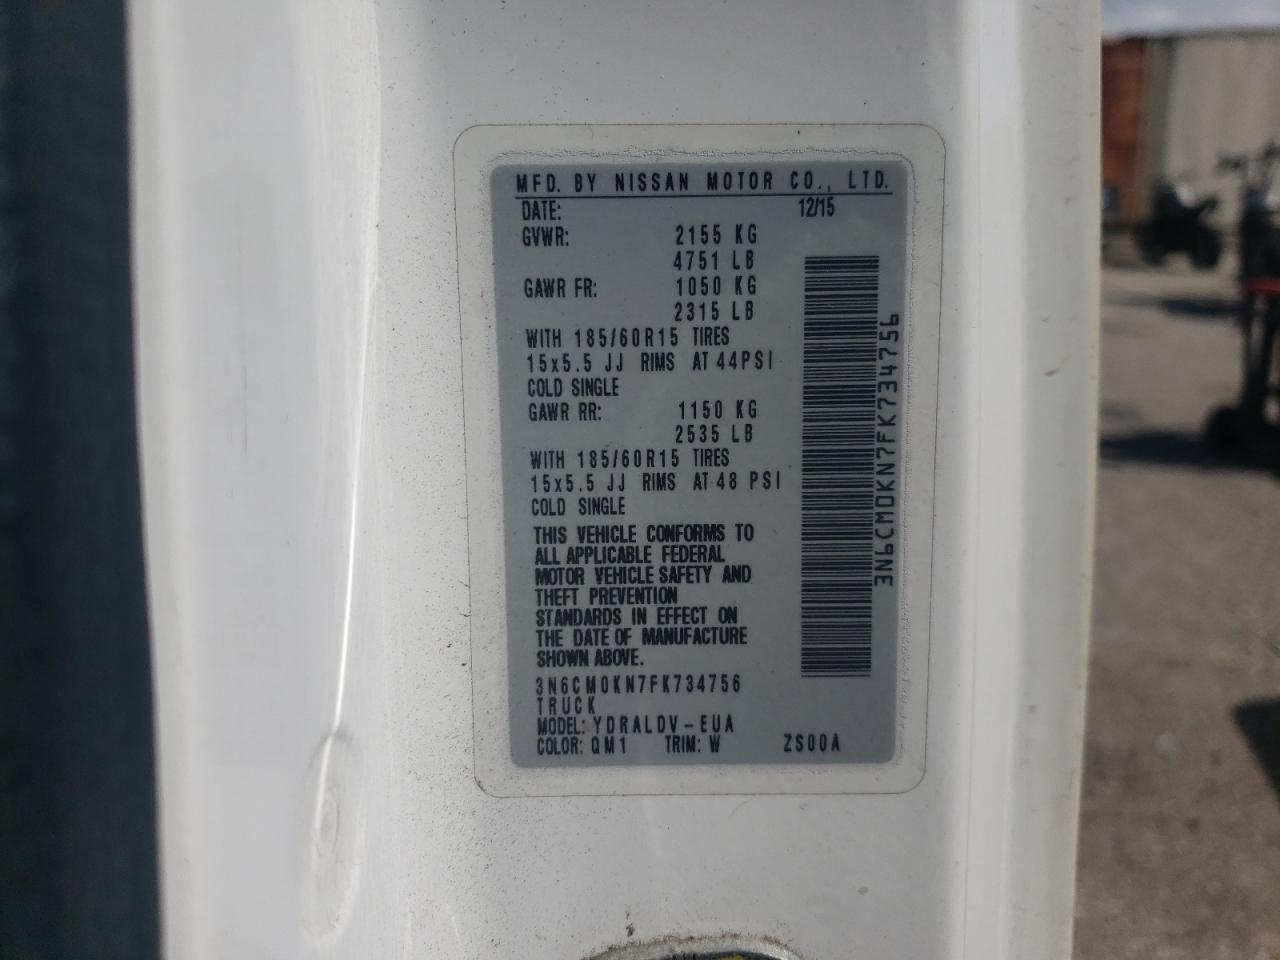 MFD. BY NISSAN MOTOR CO., LTD.
DATE: 12/15
GVWR: 2155 KG
4751 LB
GAWR FR: 1050 KG
2315 LB
WITH 185/60R15 TIRES
15x5.5 JJ RIMS AT 44PSI
COLD SINGLE
GAWR RR: 1150 KG
2535 LB
WITH 185/60R15 TIRES
15x5.5 JJ RIMS AT 48 PSI
COLD SINGLE
THIS VEHICLE CONFORMS TO
ALL APPLICABLE FEDERAL
MOTOR VEHICLE SAFETY AND
THEFT PREVENTION
STANDARDS IN EFFECT ON
THE DATE OF MANUFACTURE
SHOWN ABOVE.
3N6CM0KN7FK734756
TRUCK
MODEL: YDRALDV-EUA
COLOR: QM1 TRIM: W ZS00A
3N6CM0KN7FK734756